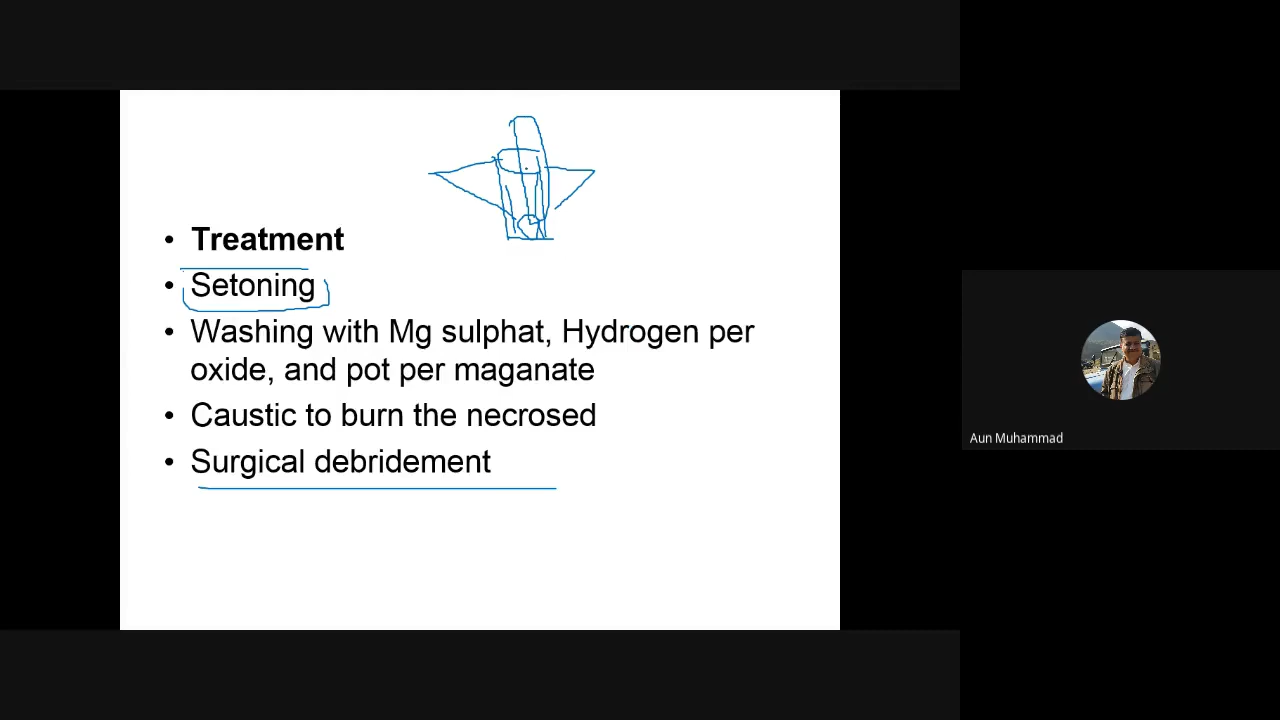 Treatment
Setoning
Washing with Mg sulphat, Hydrogen per
oxide, and pot per maganate
Caustic to burn the necrosed
Surgical debridement
Aun Muhammad